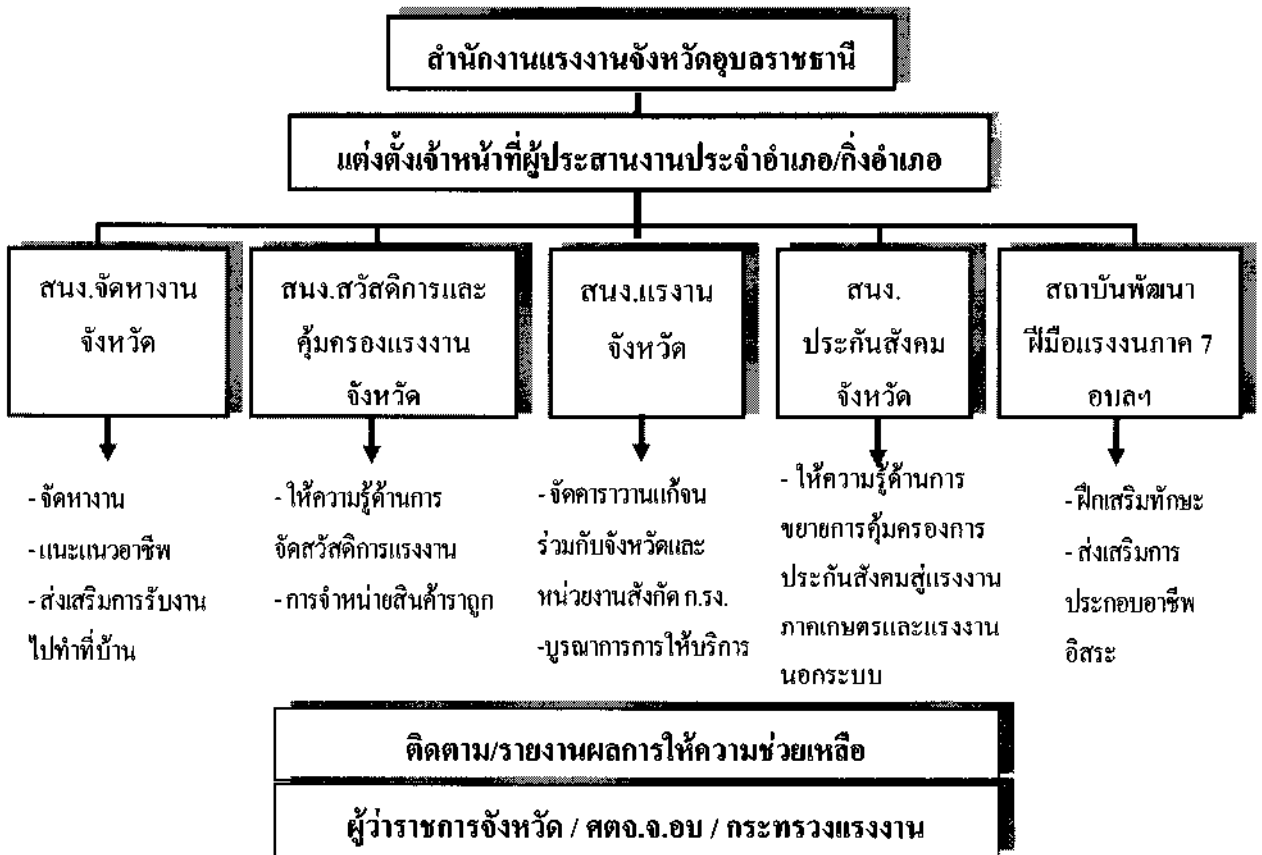 สำนักงานแรงงานจังหวัดอุบลราชธานี
แต่งตั้งเจ้าหน้าที่ผู้ประสานงานประจำอำเภอ/กิ่งอำเภอ
สนง.จัดหางาน
จังหวัด
สนง.สวัสดิการและ
คุ้มครองแรงงาน
จังหวัด
สนง.แรงาน
จังหวัด
สนง.
ประกันสังคม
จังหวัด
สถาบันพัฒนา
ฝีมือแรงงนภาค 7
อบลฯ
- จัดหางาน
- แนะแนวอาชีพ
- ส่งเสริมการรับงาน
ไปทำที่บ้าน
- ให้ความรู้ด้านการ
จัดสวัสดิการแรงงาน
- การจำหน่ายสินค้าราถูก
- จัดคาราวานแก้จน
ร่วมกับจังหวัดและ
หน่วยงานสังกัด ก.รง.
-บูรณาการการให้บริการ
- ให้ความรู้ด้านการ
ขยายการคุ้มครองการ
ประกันสังคมสู่แรงงาน
ภาคเกษตรและแรงงาน
นอกระบบ
-ฝึกเสริมทักษะ
- ส่งเสริมการ
ประกอบอาชีพ
อิสระ
ติดตาม/รายงานผลการให้ความช่วยเหลือ
ผู้ว่าราชการจังหวัด / ศตจ.จ.อบ / กระทรวงแรงงาน